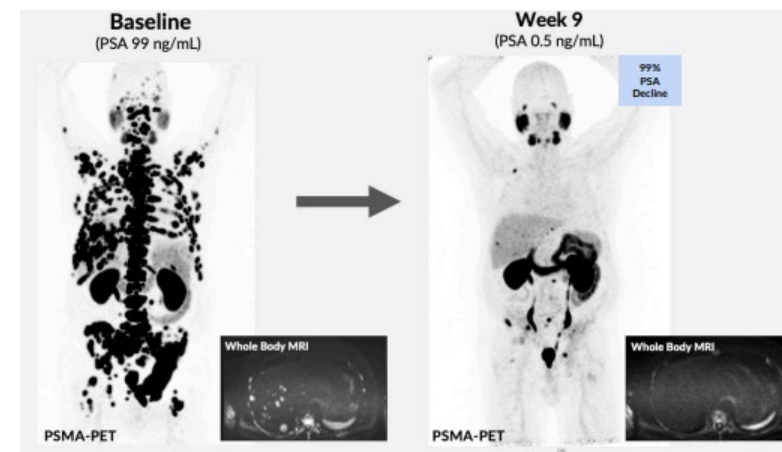 Baseline
(PSA 99 ng/mL)
Week 9
(PSA 0.5 ng/mL)
99%
PSA
Decline
Whole Body MRI
PSMA-PET
Whole Body MRI
PSMA-PET